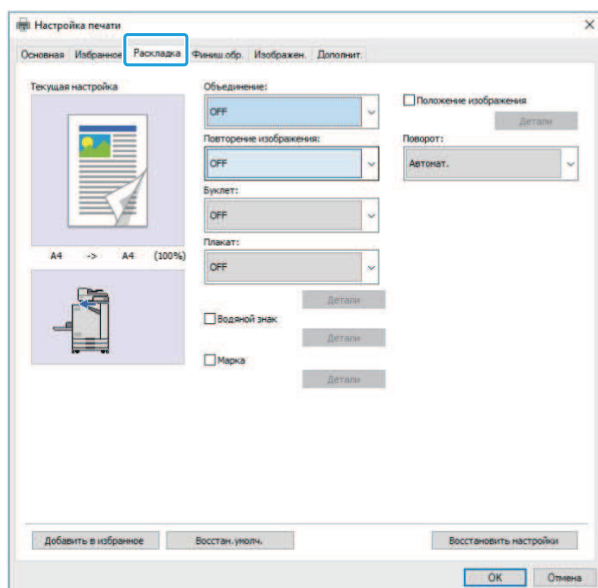 Настройка печати
Основная Избранное Раскладка Финиш.обр. Изображен. Дополнит.
Текущая настройка
A4 -> A4 (100%)
Объединение:
OFF
Повторение изображения:
OFF
Буклет:
OFF
Плакат:
OFF
Детали
Водяной знак
Детали
Марка
Детали
Положение изображения
Детали
Поворот:
Автомат.
Добавить в избранное Восстан.умолч. Восстановить настройки
OK Отмена